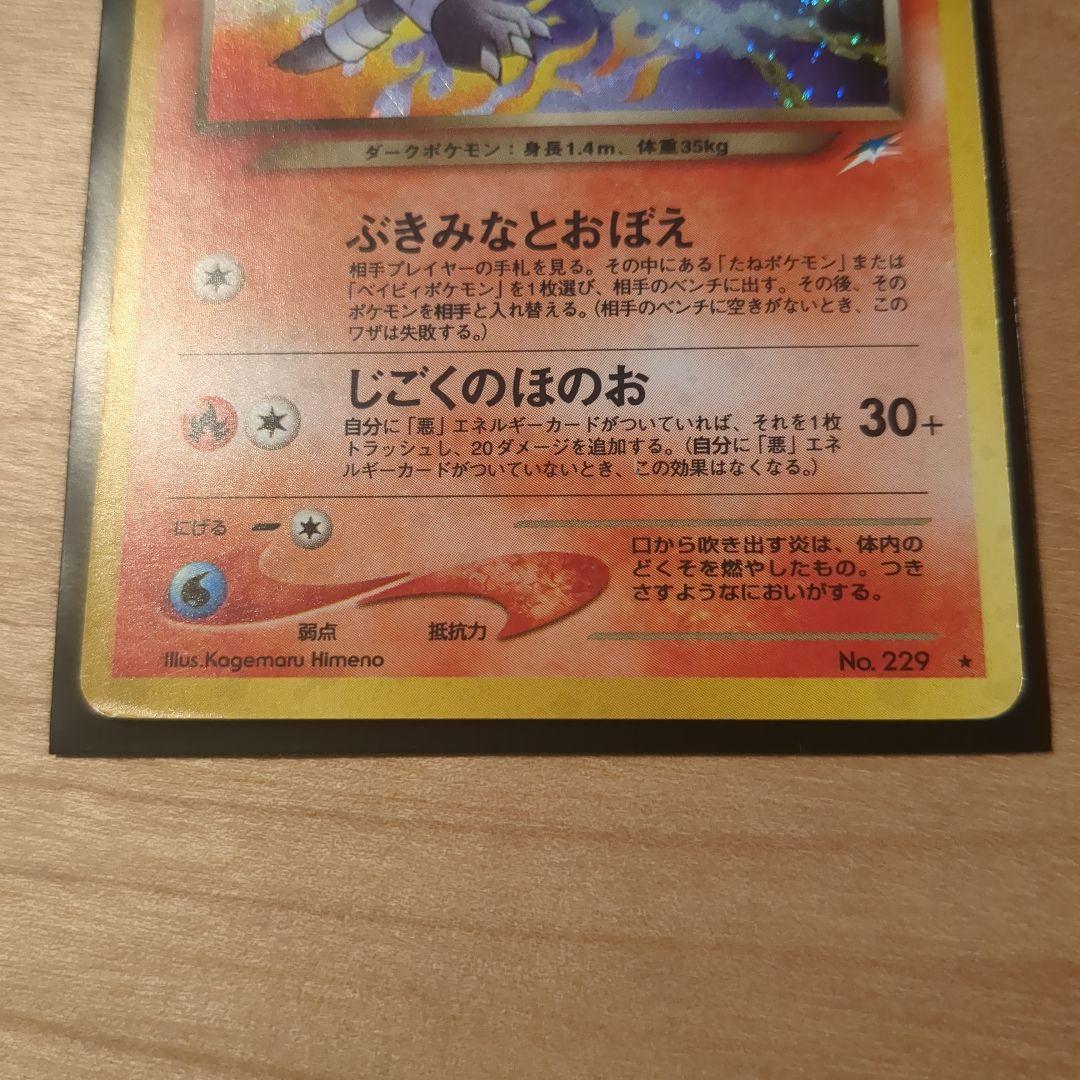 ダークポケモン：身長1.4m、体重35kg
ぶきみなとおぼえ
相手プレイヤーの手札を見る。その中にある「たねポケモン」または
「ベイビィポケモン」を1枚選び、相手のベンチに出す。その後、その
ポケモンを相手と入れ替える。（相手のベンチに空きがないとき、この
ワザは失敗する。）
じごくのほのお
30+
自分に「悪」エネルギーカードがついていれば、それを1枚
トラッシュし、20ダメージを追加する。（自分に「悪」エネ
ルギーカードがついていないとき、この効果はなくなる。）
にげる
口から吹き出す炎は、体内の
どくそを燃やしたもの。つき
さすようなにおいがする。
弱点 抵抗力
Illus.Kagemaru Himeno
No. 229 ★